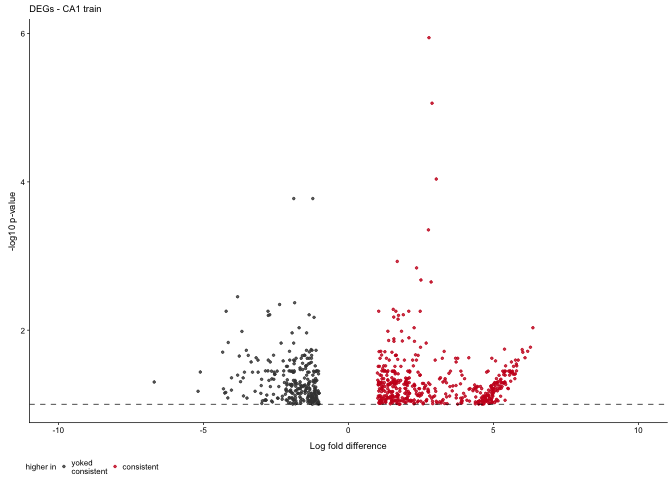 DEGs - CA1 train
6
4
2
-log10 p-value
-10 -5 0 5 10
Log fold difference
higher in yoked consistent consistent